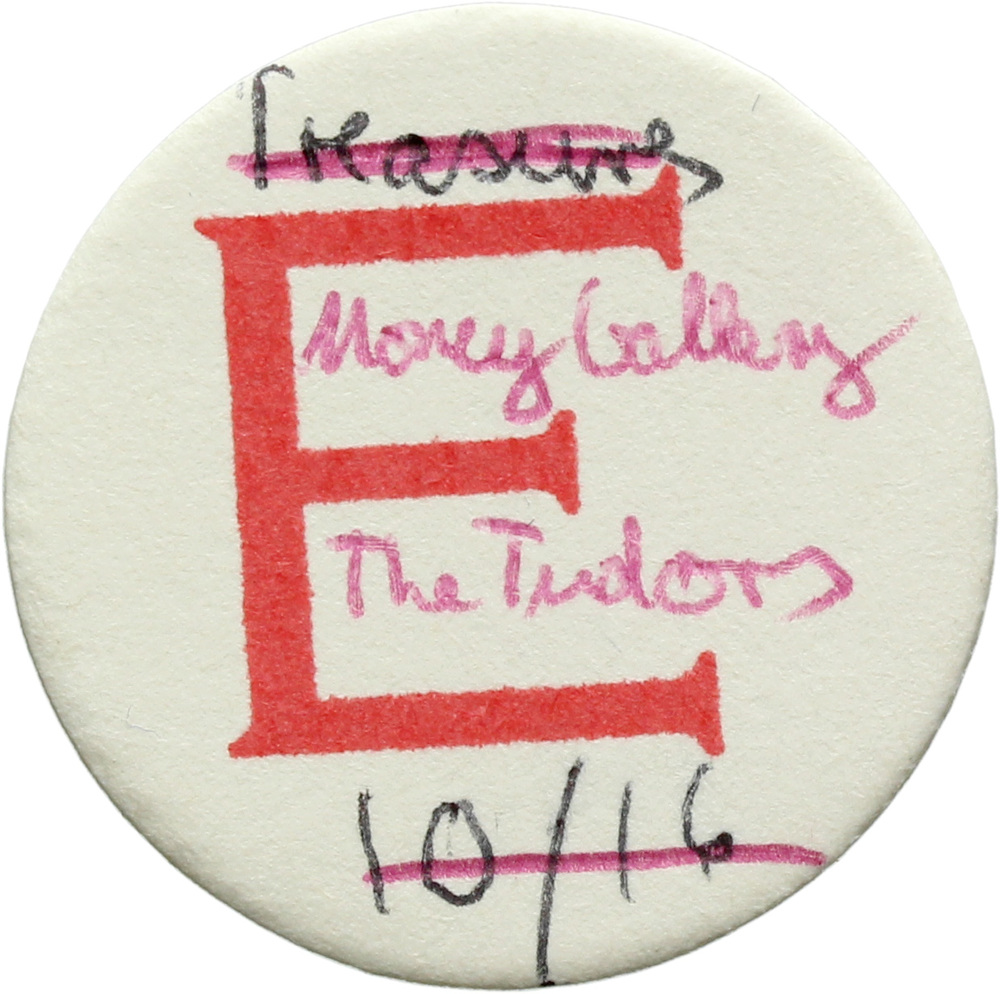 Treasures
E
Money Gallery
The Tudors
10/16